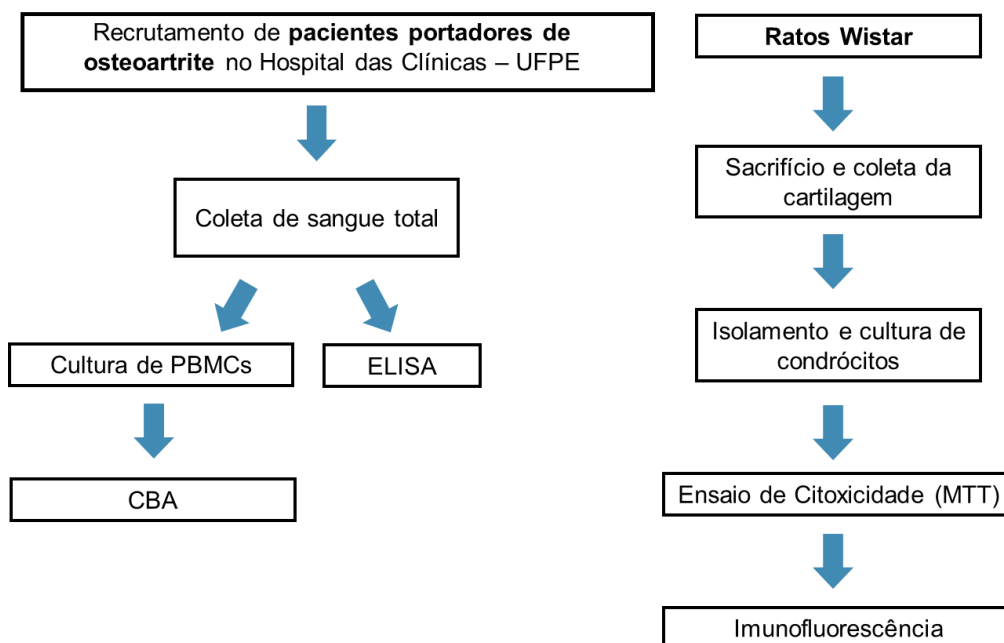 Recrutamento de pacientes portadores de
osteoartrite no Hospital das Clínicas – UFPE
Coleta de sangue total
Cultura de PBMCs
ELISA
CBA
Ratos Wistar
Sacrifício e coleta da
cartilagem
Isolamento e cultura de
condrócitos
Ensaio de Citoxicidade (MTT)
Imunofluorescência